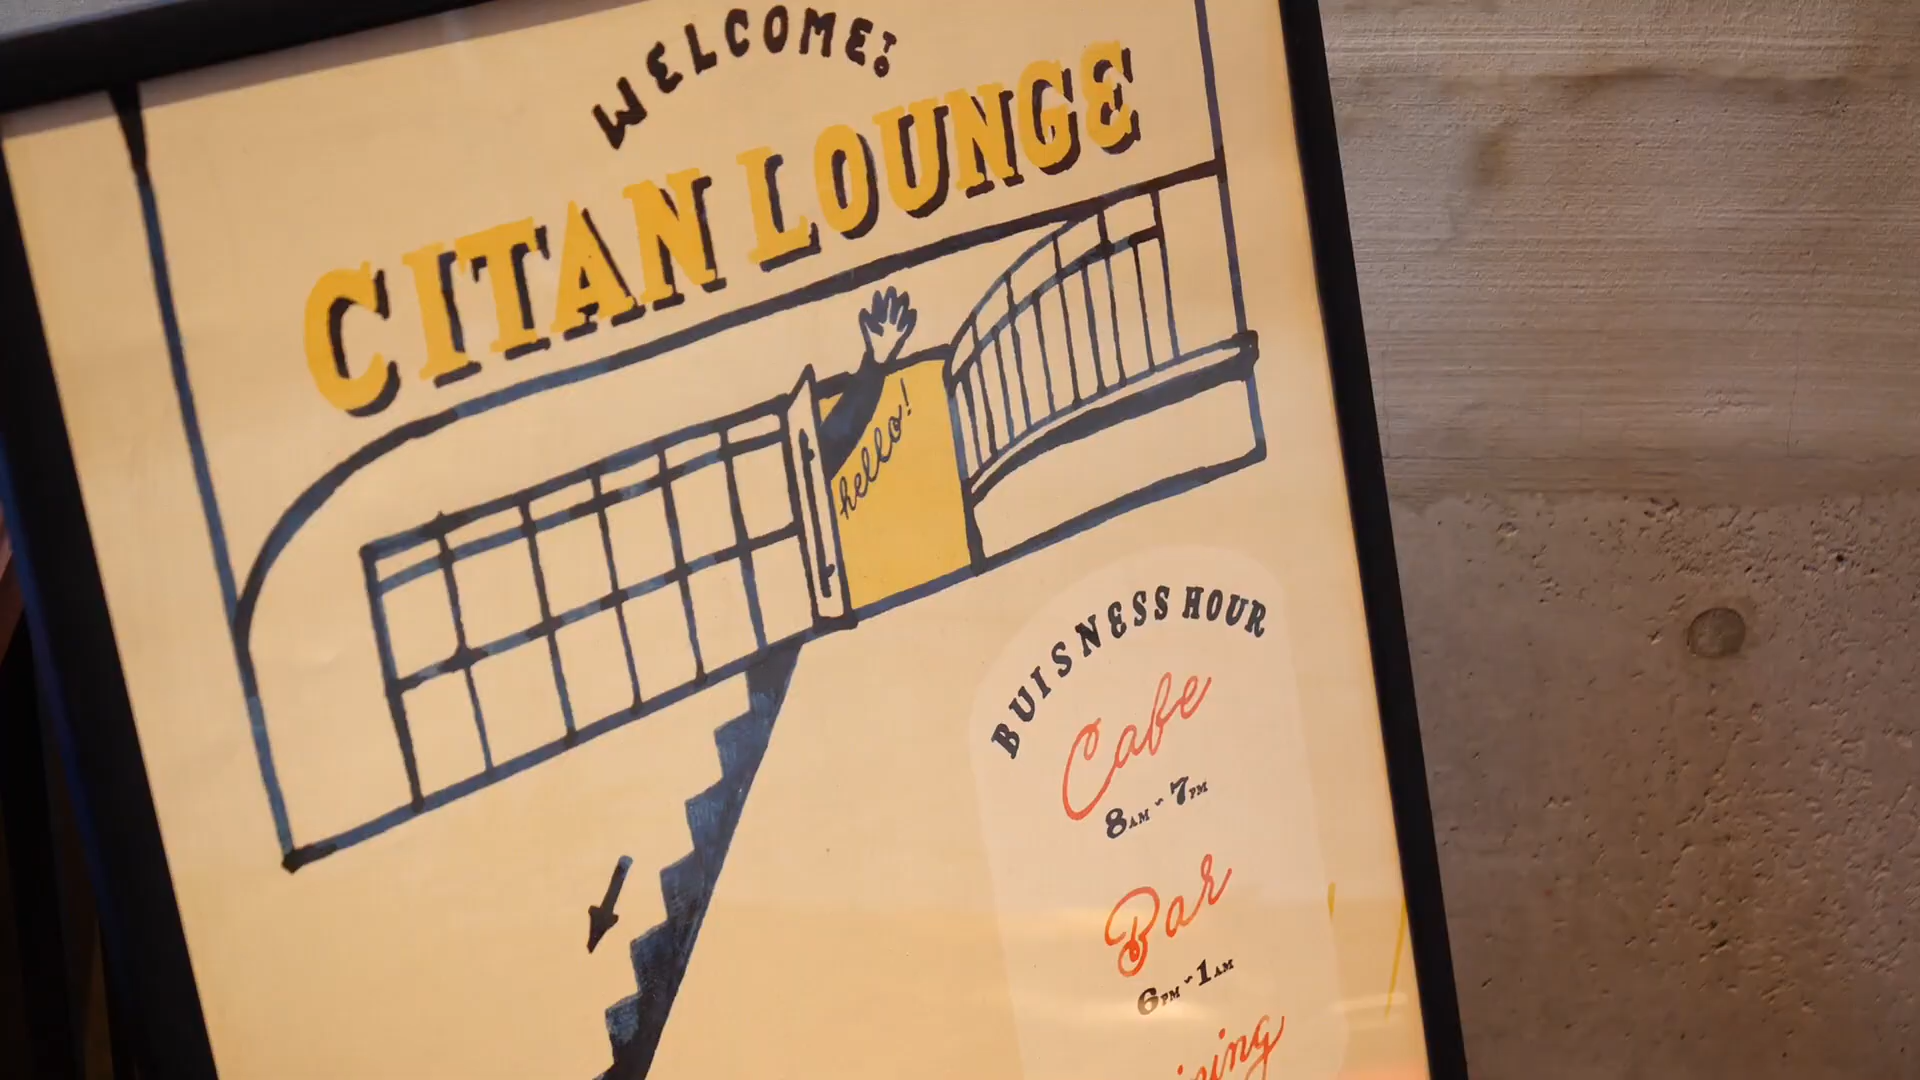 WELCOME!
CITAN LOUNGE
hello!
BUISNESS HOUR
Cafe
8AM~7PM
Bar
6PM~1AM